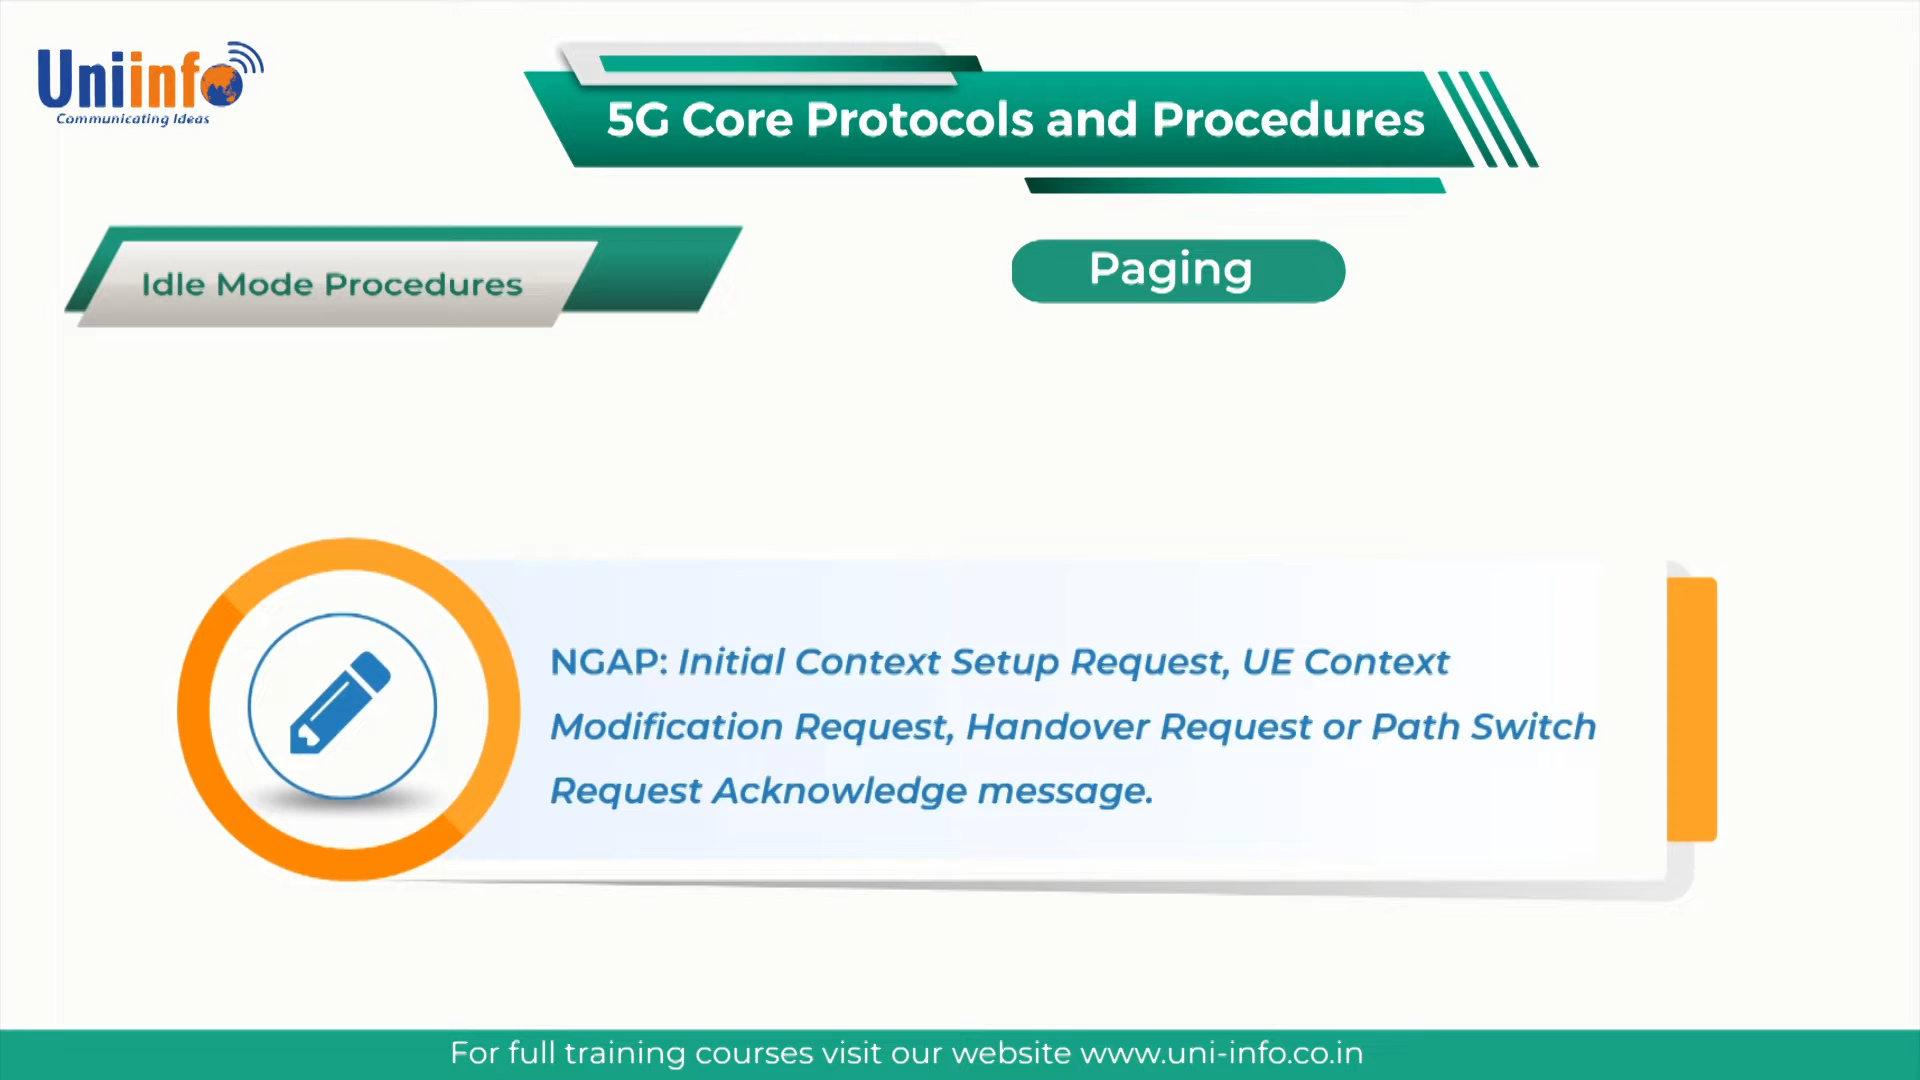 Uniinfo
Communicating Ideas
5G Core Protocols and Procedures
Idle Mode Procedures
Paging
NGAP: Initial Context Setup Request, UE Context
Modification Request, Handover Request or Path Switch
Request Acknowledge message.
For full training courses visit our website www.uni-info.co.in